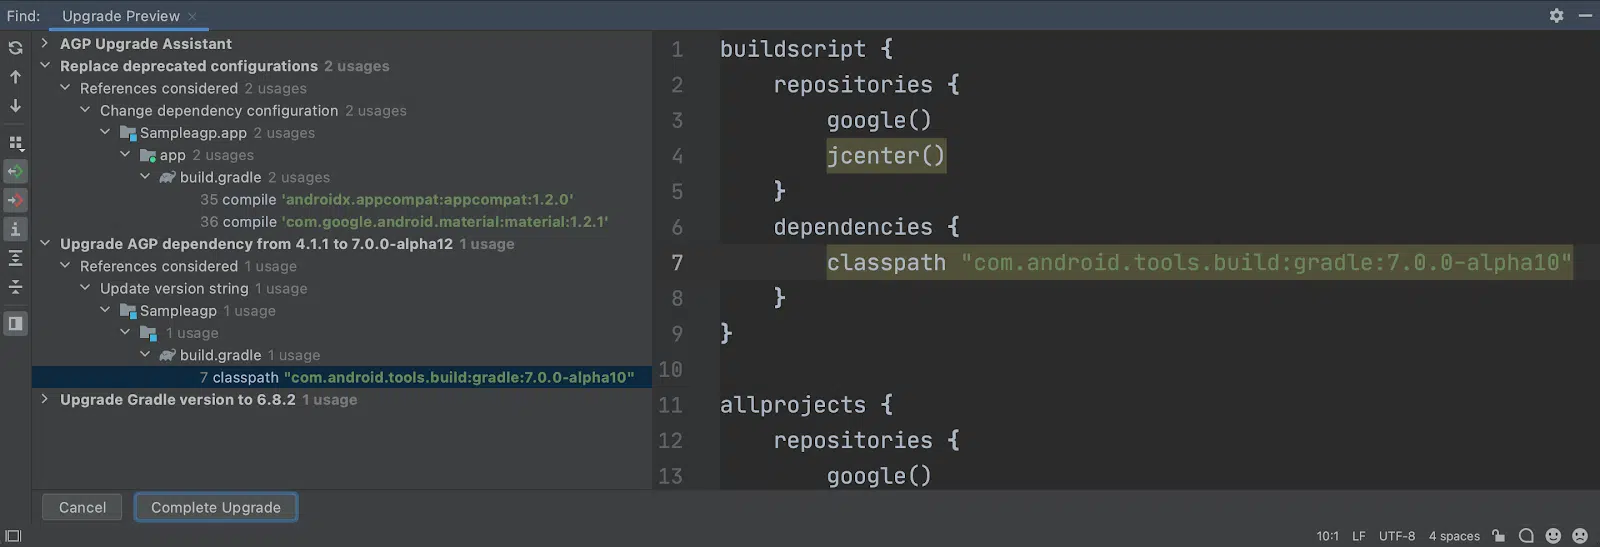 Find: Upgrade Preview
AGP Upgrade Assistant
Replace deprecated configurations 2 usages
References considered 2 usages
Change dependency configuration 2 usages
Sampleagp.app 2 usages
app 2 usages
build.gradle 2 usages
35 compile 'androidx.appcompat:appcompat:1.2.0'
36 compile 'com.google.android.material:material:1.2.1'
Upgrade AGP dependency from 4.1.1 to 7.0.0-alpha12 1 usage
References considered 1 usage
Update version string 1 usage
Sampleagp 1 usage
1 usage
build.gradle 1 usage
7 classpath "com.android.tools.build:gradle:7.0.0-alpha10"
Upgrade Gradle version to 6.8.2 1 usage
Cancel Complete Upgrade
1 buildscript {
2 repositories {
3 google()
4 jcenter()
5 }
6 dependencies {
7 classpath "com.android.tools.build:gradle:7.0.0-alpha10"
8 }
9 }
10
11 allprojects {
12 repositories {
13 google()
10:1 LF UTF-8 4 spaces